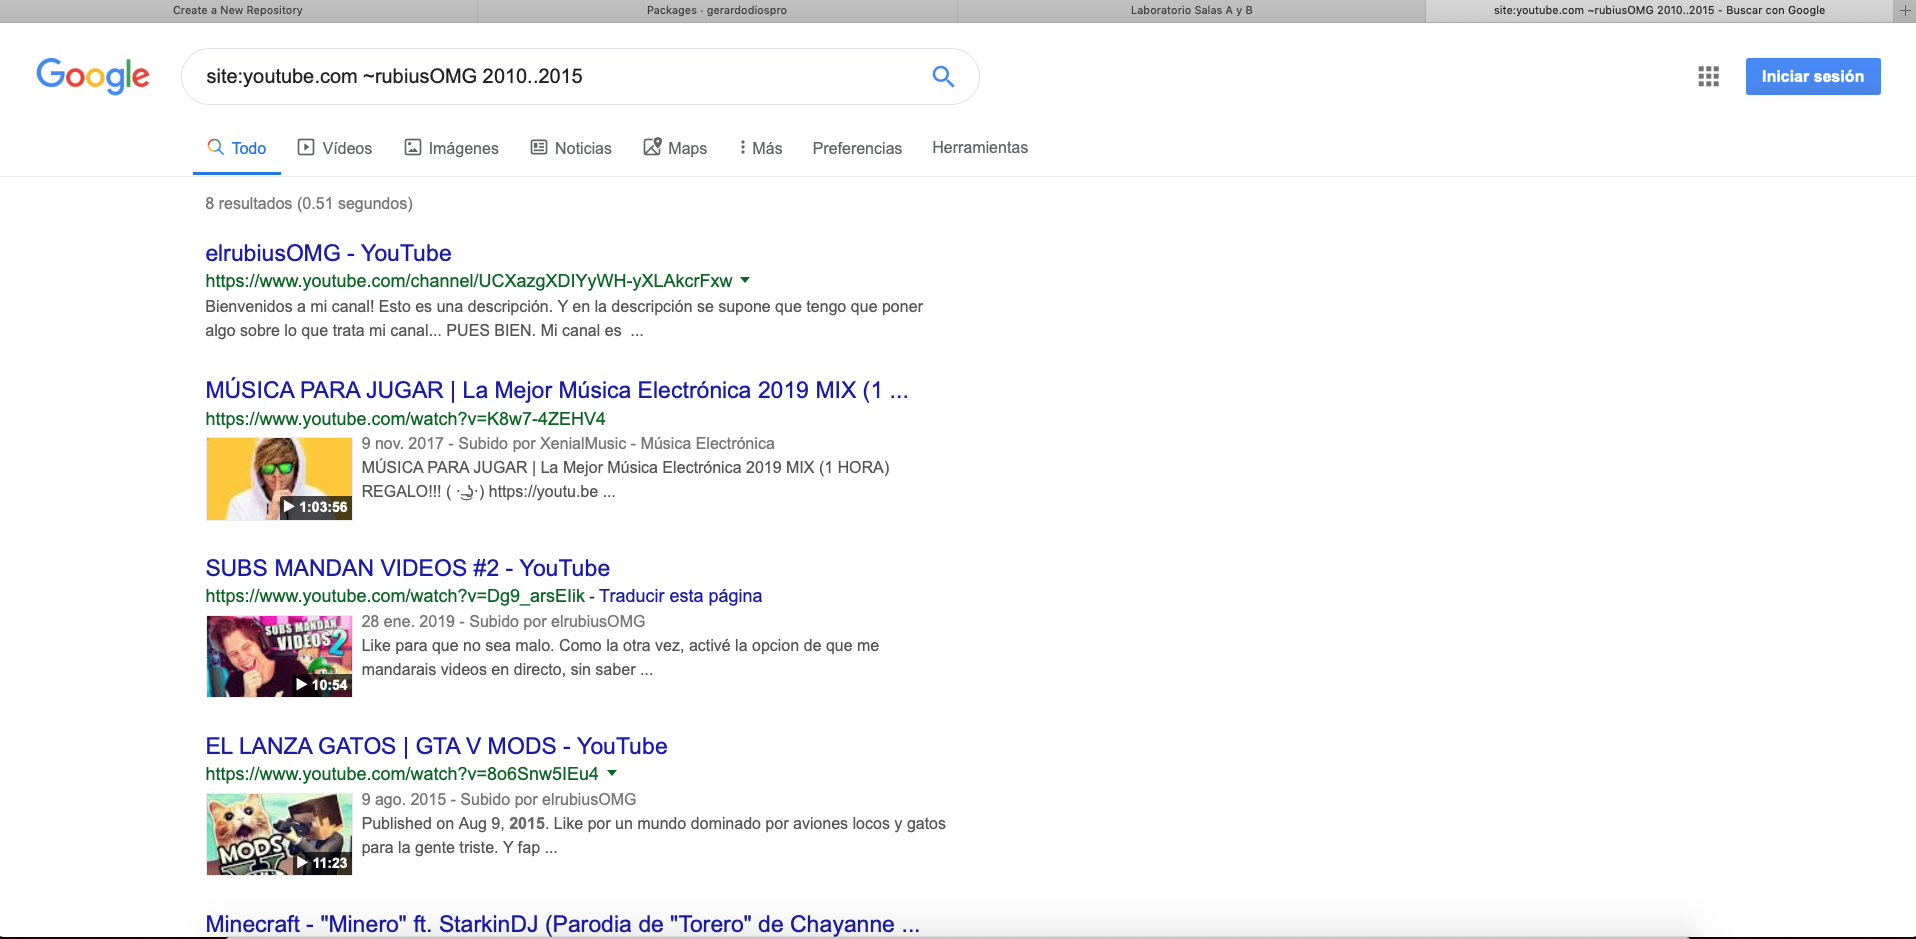 Create a New Repository
Packages · gerardodiospro
Laboratorio Salas A y B
site:youtube.com ~rubiusOMG 2010..2015 - Buscar con Google
Google
site:youtube.com ~rubiusOMG 2010..2015
Iniciar sesión
Todo
Vídeos
Imágenes
Noticias
Maps
Más
Preferencias
Herramientas
8 resultados (0.51 segundos)
elrubiusOMG - YouTube
https://www.youtube.com/channel/UCXazgXDIYyWH-yXLAkcrFxw
Bienvenidos a mi canal! Esto es una descripción. Y en la descripción se supone que tengo que poner
algo sobre lo que trata mi canal... PUES BIEN. Mi canal es ...
MÚSICA PARA JUGAR | La Mejor Música Electrónica 2019 MIX (1 ...
https://www.youtube.com/watch?v=K8w7-4ZEHV4
1:03:56
9 nov. 2017 - Subido por XenialMusic - Música Electrónica
MÚSICA PARA JUGAR | La Mejor Música Electrónica 2019 MIX (1 HORA)
REGALO!!! ( ͡· ͜ʖ ͡·) https://youtu.be ...
SUBS MANDAN VIDEOS #2 - YouTube
https://www.youtube.com/watch?v=Dg9_arsEIik - Traducir esta página
SUBS MANDAN
VIDEOS 2
10:54
28 ene. 2019 - Subido por elrubiusOMG
Like para que no sea malo. Como la otra vez, activé la opcion de que me
mandarais videos en directo, sin saber ...
EL LANZA GATOS | GTA V MODS - YouTube
https://www.youtube.com/watch?v=8o6Snw5IEu4
MODS
11:23
9 ago. 2015 - Subido por elrubiusOMG
Published on Aug 9, 2015. Like por un mundo dominado por aviones locos y gatos
para la gente triste. Y fap ...
Minecraft - "Minero" ft. StarkinDJ (Parodia de "Torero" de Chayanne ...